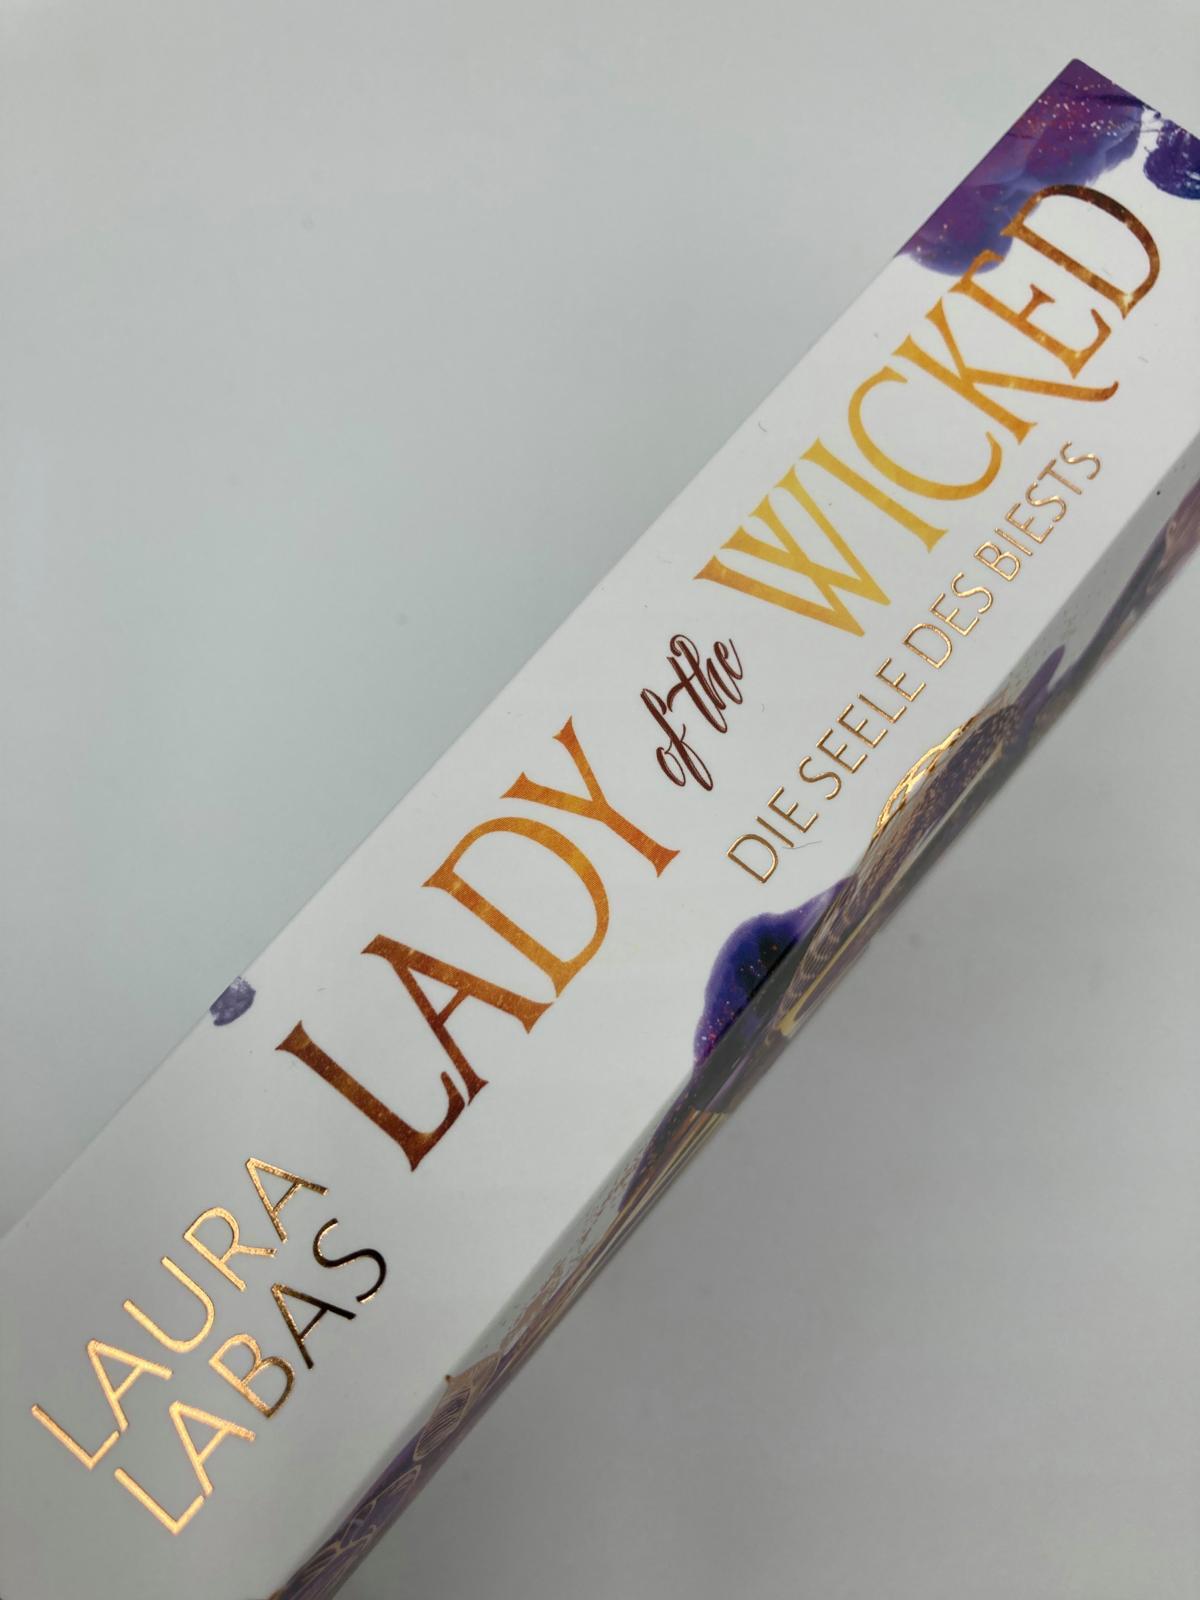 LAURA
LABAS
LADY of the WICKED
DIE SEELE DES BIESTS